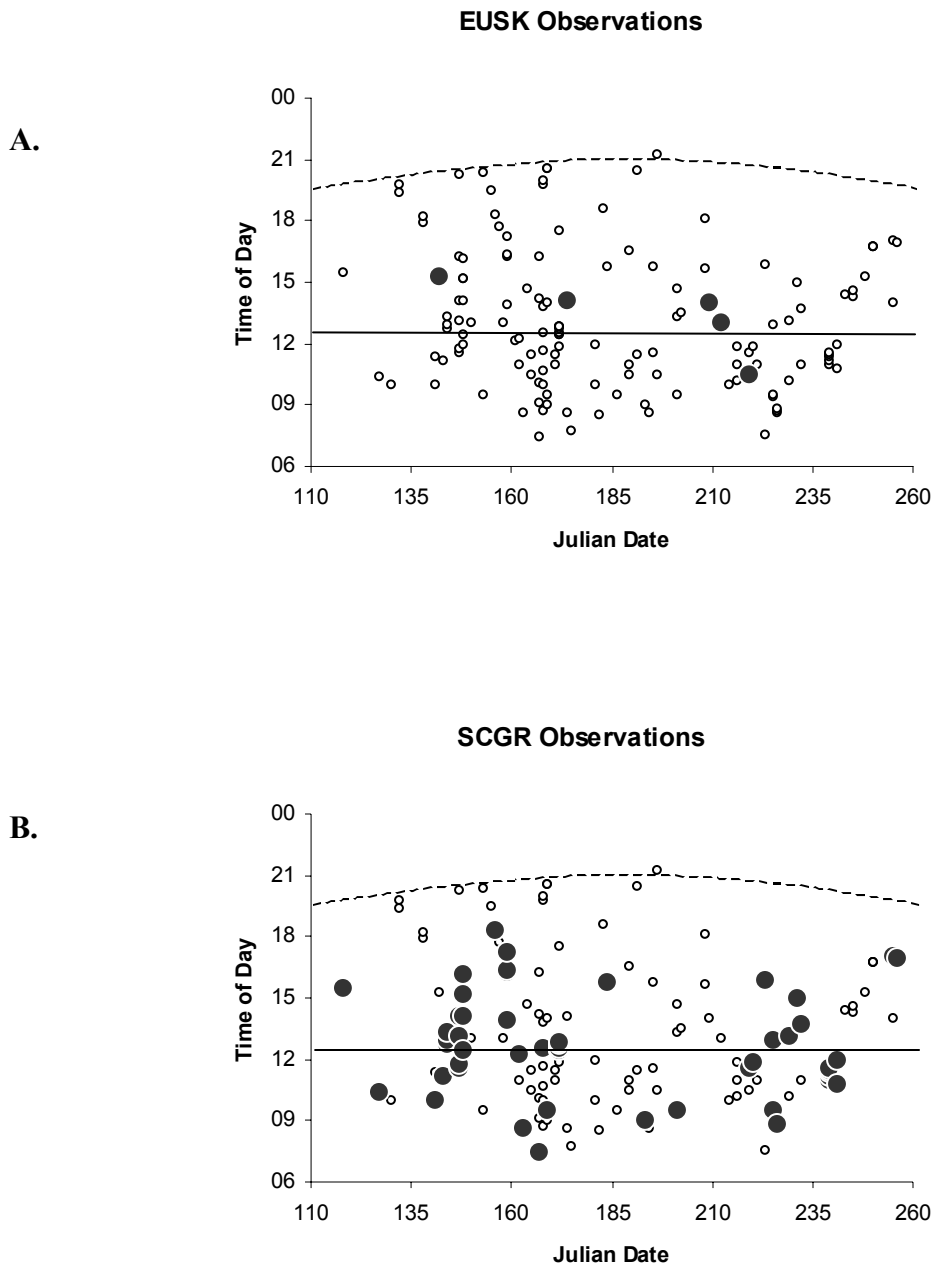 EUSK Observations
A.
00
21
18
15
12
09
06
Time of Day
110 135 160 185 210 235 260
Julian Date
SCGR Observations
B.
00
21
18
15
12
09
06
Time of Day
110 135 160 185 210 235 260
Julian Date